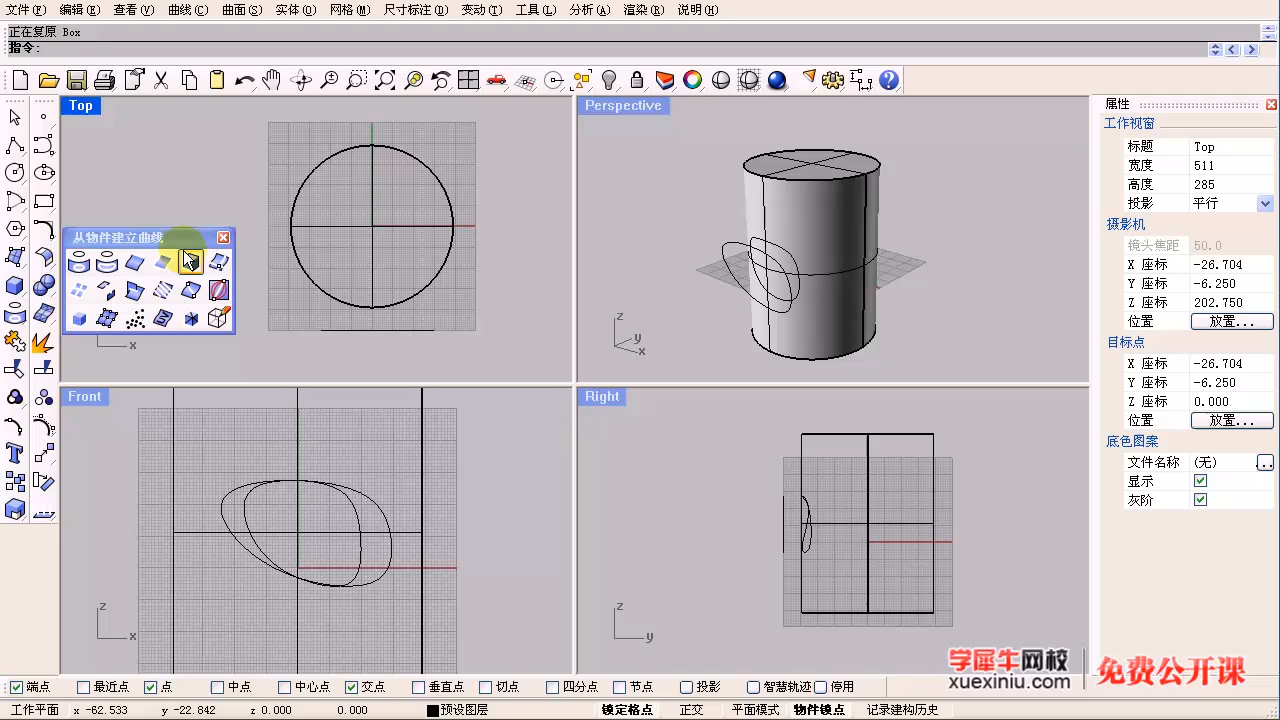 文件(F) 编辑(E) 查看(V) 曲线(C) 曲面(S) 实体(O) 网格(M) 尺寸标注(D) 变动(T) 工具(L) 分析(A) 渲染(R) 说明(H)
正在复原 Box
指令:
Top
Perspective
从物件建立曲线
x
z
y
x
Front
Right
z
x
z
y
属性
工作视窗
标题 Top
宽度 511
高度 285
投影 平行
摄影机
镜头焦距 50.0
X 座标 -26.704
Y 座标 -6.250
Z 座标 202.750
位置 放置...
目标点
X 座标 -26.704
Y 座标 -6.250
Z 座标 0.000
位置 放置...
底色图案
文件名称 (无) ...
显示
灰阶
学犀牛网校
xuexiniu.com
免费公开课
端点 最近点 点 中点 中心点 交点 垂直点 切点 四分点 节点 投影 智慧轨迹 停用
工作平面 x -62.533 y -22.842 z 0.000 0.000 预设图层 锁定格点 正交 平面模式 物件锁点 记录建构历史